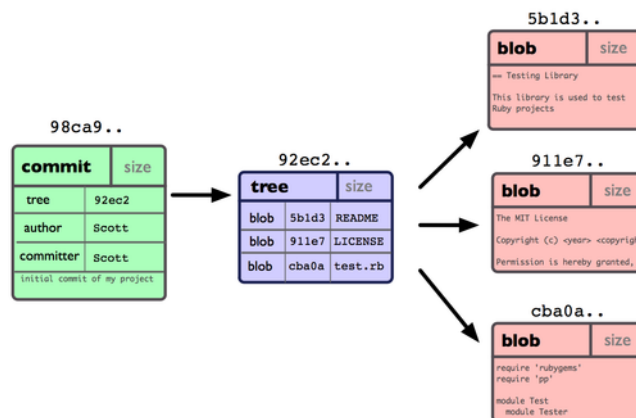 98ca9..
commit size
tree 92ec2
author Scott
committer Scott
initial commit of my project
92ec2..
tree size
blob 5b1d3 README
blob 911e7 LICENSE
blob cba0a test.rb
5b1d3..
blob size
== Testing Library
This library is used to test
Ruby projects
911e7..
blob size
The MIT License
Copyright (c) <year> <copyright
Permission is hereby granted,
cba0a..
blob size
require 'rubygems'
require 'pp'
module Test
module Tester